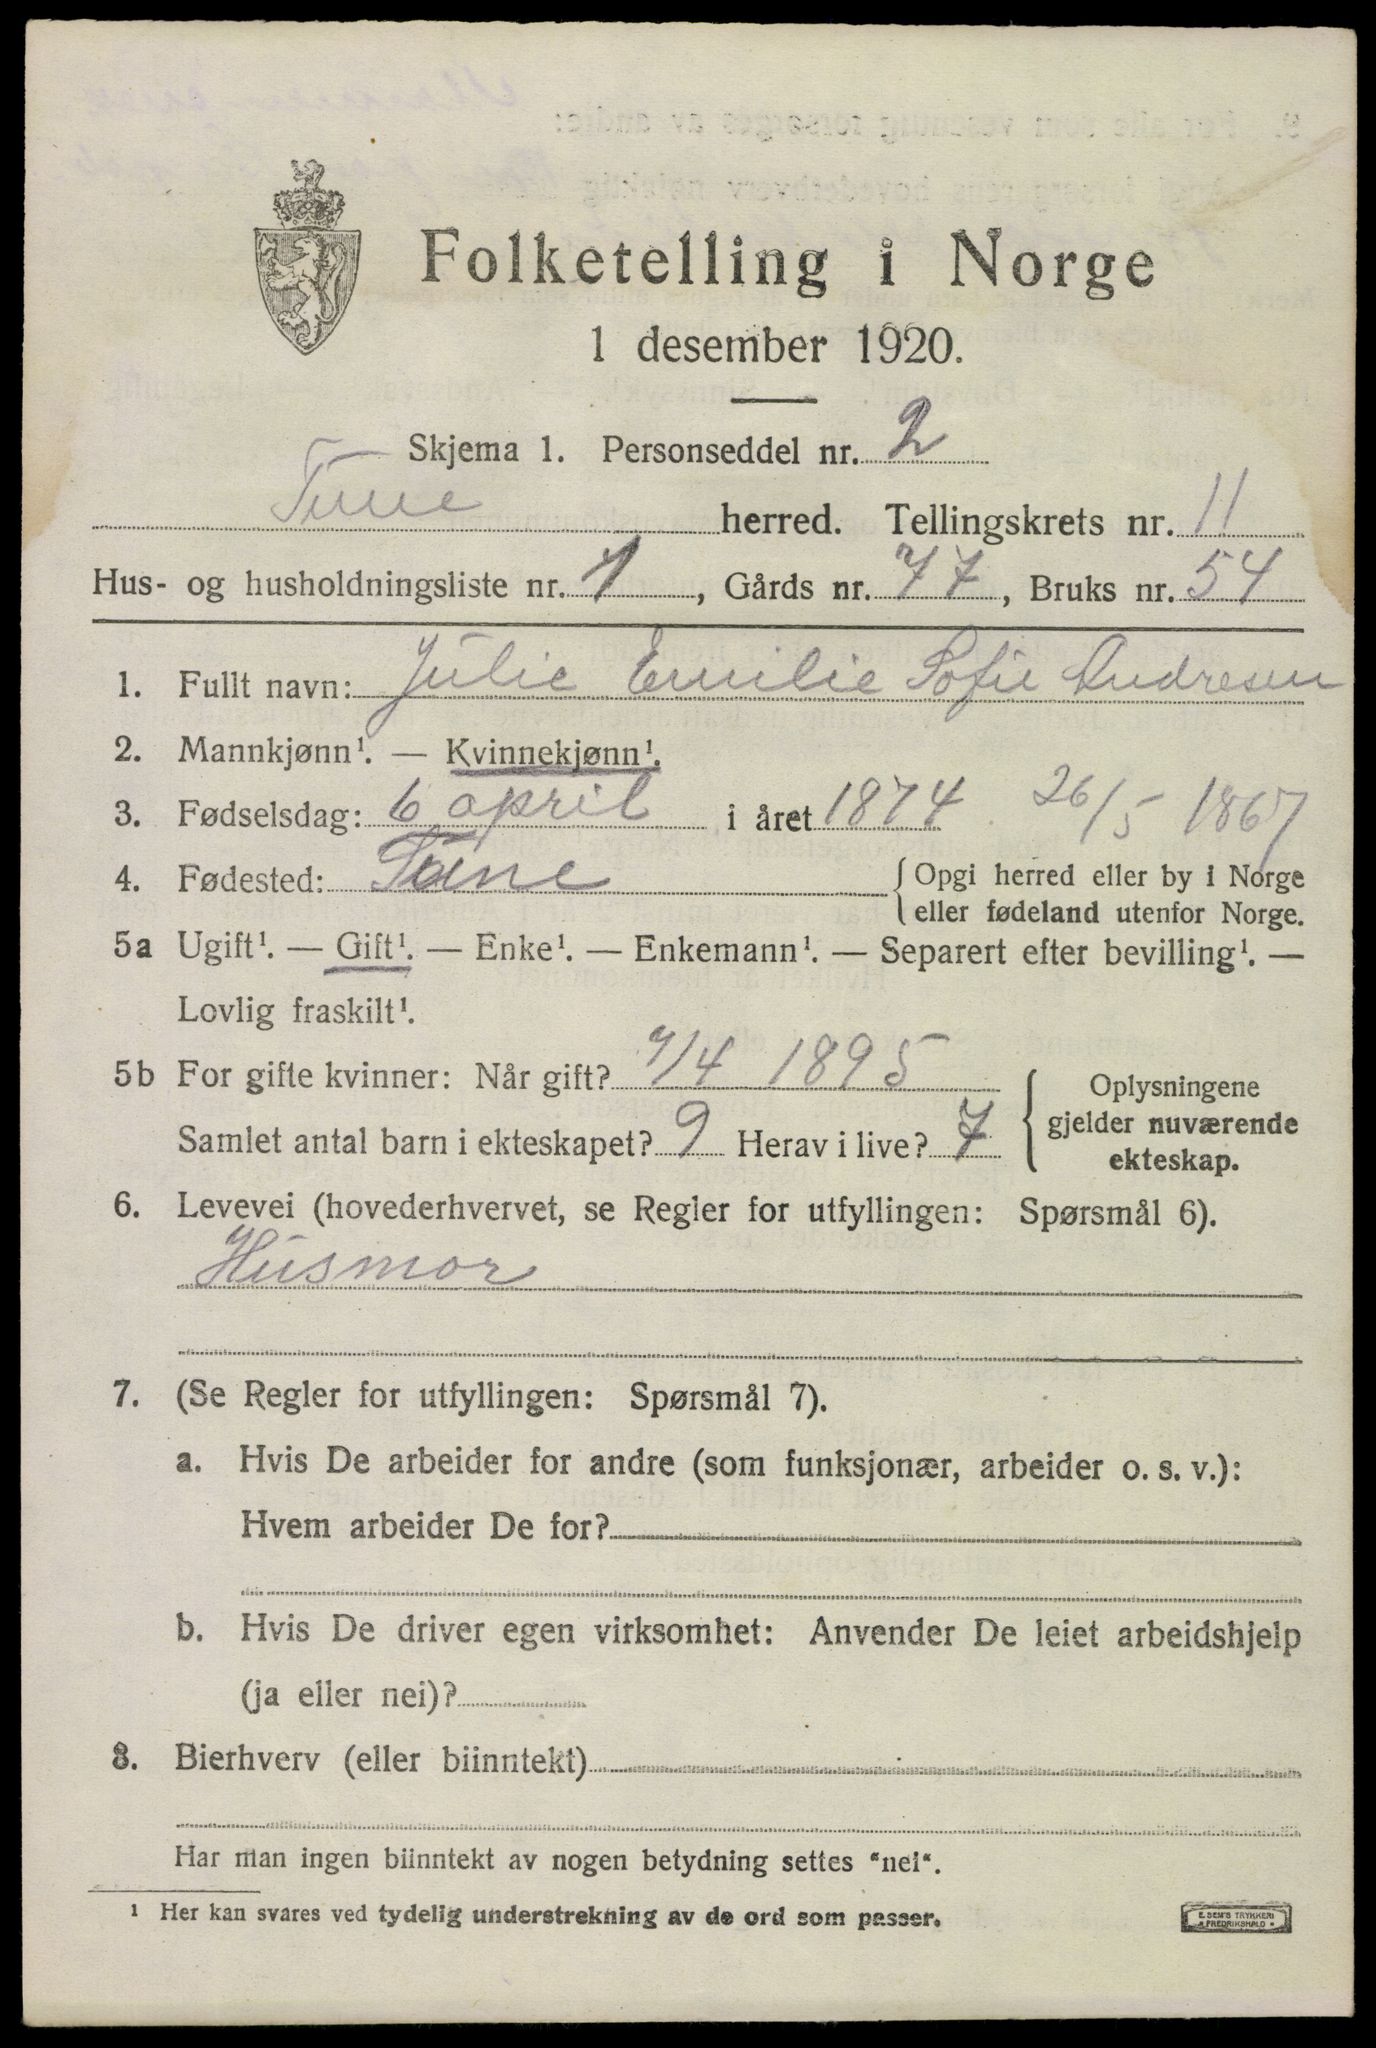 Folketelling i Norge
1 desember 1920.
Skjema 1. Personseddel nr. 2
Tune herred. Tellingskrets nr. 11
Hus- og husholdningsliste nr. 1, Gårds nr. 77, Bruks nr. 54
1. Fullt navn: Julie Emilie Sofie Andresen
2. Mannkjønn¹. — Kvinnekjønn¹.
3. Fødselsdag: 6 april i året 1874 26/5 1867
4. Fødested: Tune { Opgi herred eller by i Norge
eller fødeland utenfor Norge.
5a Ugift¹. — Gift¹. — Enke¹. — Enkemann¹. — Separert efter bevilling¹. —
Lovlig fraskilt¹.
5b For gifte kvinner: Når gift? 7/4 1895
Samlet antal barn i ekteskapet? 9 Herav i live? 7
{ Oplysningene
gjelder nuværende
ekteskap.
6. Levevei (hovederhvervet, se Regler for utfyllingen: Spørsmål 6).
Husmor
7. (Se Regler for utfyllingen: Spørsmål 7).
a. Hvis De arbeider for andre (som funksjonær, arbeider o. s. v.):
Hvem arbeider De for?
b. Hvis De driver egen virksomhet: Anvender De leiet arbeidshjelp
(ja eller nei)?
8. Bierhverv (eller biinntekt)
Har man ingen biinntekt av nogen betydning settes "nei".
¹ Her kan svares ved tydelig understrekning av de ord som passer.
E. SEM'S TRYKKERI
FREDRIKSHALD